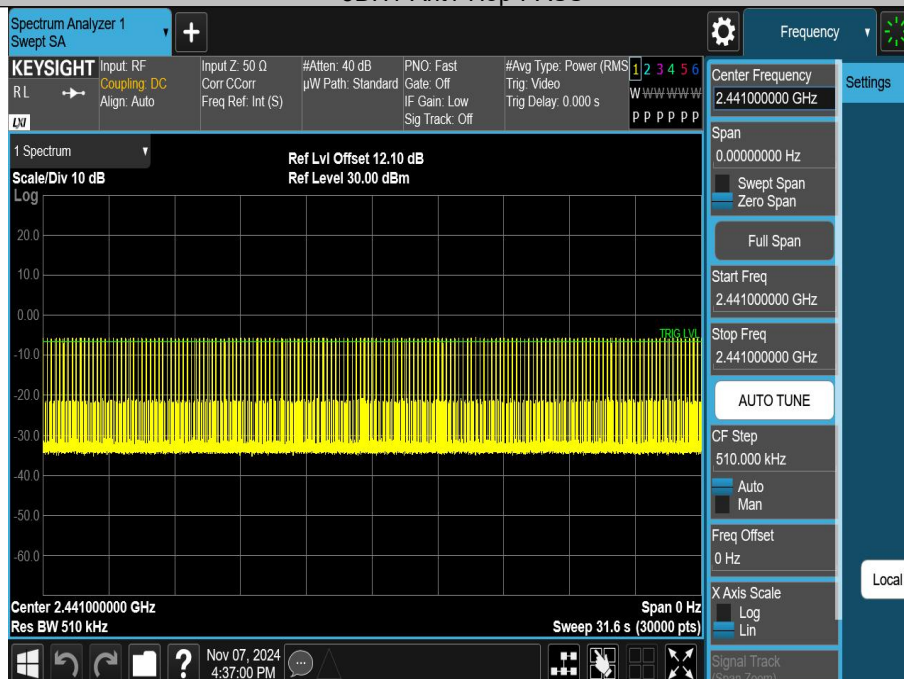 Spectrum Analyzer 1
Swept SA
+
Frequency
KEYSIGHT
R L
LXI
Input: RF
Coupling: DC
Align: Auto
Input Z: 50 Ω
Corr CCorr
Freq Ref: Int (S)
#Atten: 40 dB
µW Path: Standard
PNO: Fast
Gate: Off
IF Gain: Low
Sig Track: Off
#Avg Type: Power (RMS
Trig: Video
Trig Delay: 0.000 s
1 2 3 4 5 6
W W W W W W
P P P P P P
Center Frequency
2.441000000 GHz
Settings
Span
0.00000000 Hz
Swept Span
Zero Span
Full Span
Start Freq
2.441000000 GHz
Stop Freq
2.441000000 GHz
AUTO TUNE
CF Step
510.000 kHz
Auto
Man
Freq Offset
0 Hz
X Axis Scale
Log
Lin
Signal Track
(Span Zoom)
Local
1 Spectrum
Scale/Div 10 dB
Ref Lvl Offset 12.10 dB
Ref Level 30.00 dBm
Log
20.0
10.0
0.00
TRIG LVL
-10.0
-20.0
-30.0
-40.0
-50.0
-60.0
Center 2.441000000 GHz
Span 0 Hz
Res BW 510 kHz
Sweep 31.6 s (30000 pts)
?
Nov 07, 2024
4:37:00 PM